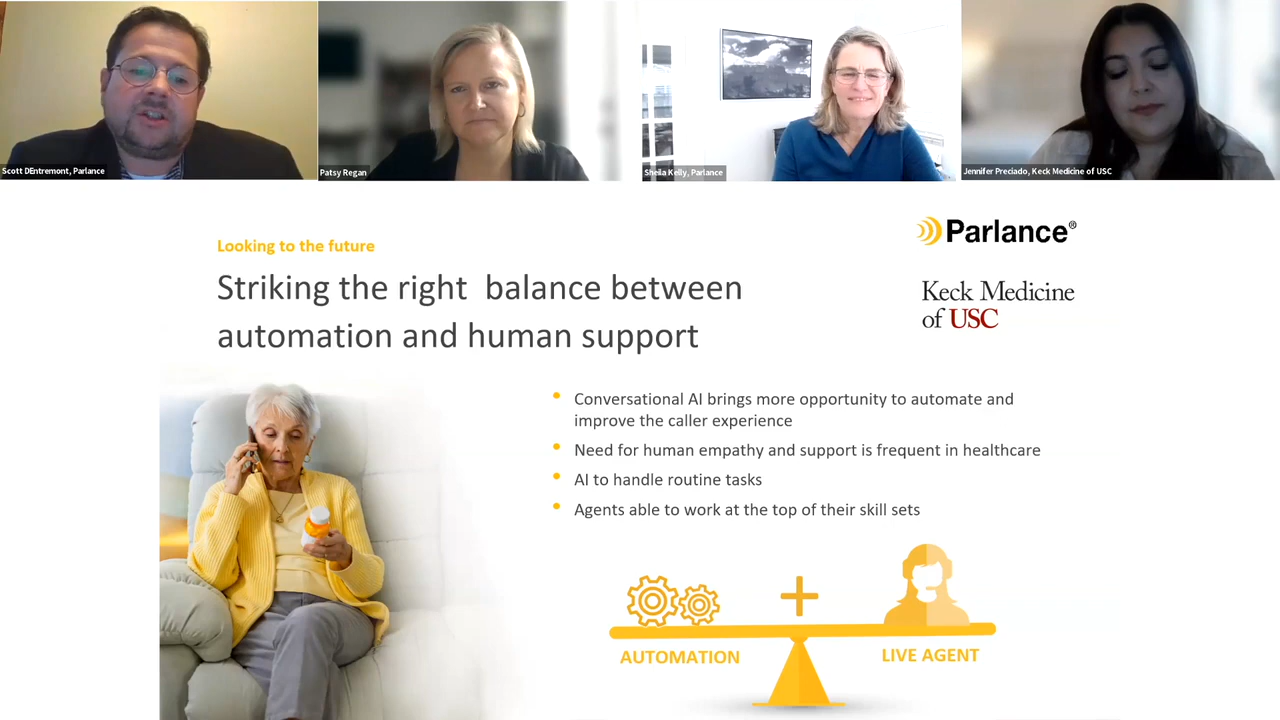 Scott DEntremont, Parlance
Patsy Regan
Sheila Kelly, Parlance
Jennifer Preciado, Keck Medicine of USC
Parlance®
Looking to the future
Striking the right  balance between
automation and human support
Keck Medicine
of USC
Conversational AI brings more opportunity to automate and
improve the caller experience
Need for human empathy and support is frequent in healthcare
AI to handle routine tasks
Agents able to work at the top of their skill sets
AUTOMATION
LIVE AGENT